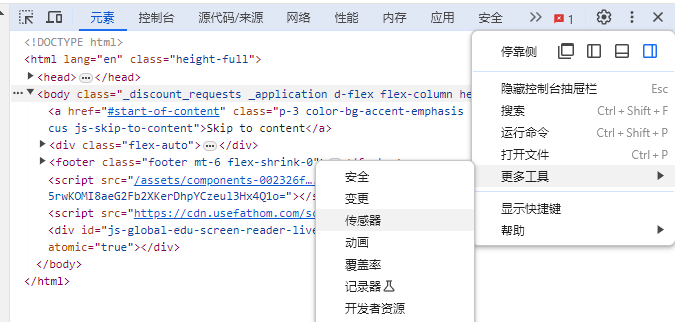 元素 控制台 源代码/来源 网络 性能 内存 应用 安全 1
<!DOCTYPE html>
<html lang="en" class="height-full">
<head> </head>
<body class="_discount_requests _application d-flex flex-column he
<a href="#start-of-content" class="p-3 color-bg-accent-emphasis
cus js-skip-to-content">Skip to content</a>
<div class="flex-auto"> </div>
<footer class="footer mt-6 flex-shrink-0"
<script src="/assets/components-002326f…
5rwKOMI8aeG2Fb2XKerDhpYCzeul3Hx4Q1o="></s
<script src="https://cdn.usefathom.com/sc
<div id="js-global-edu-screen-reader-live
atomic="true"></div>
</body>
</html>
停靠侧
隐藏控制台抽屉栏 Esc
搜索 Ctrl + Shift + F
运行命令 Ctrl + Shift + P
打开文件 Ctrl + P
更多工具
显示快捷键
帮助
安全
变更
传感器
动画
覆盖率
记录器
开发者资源